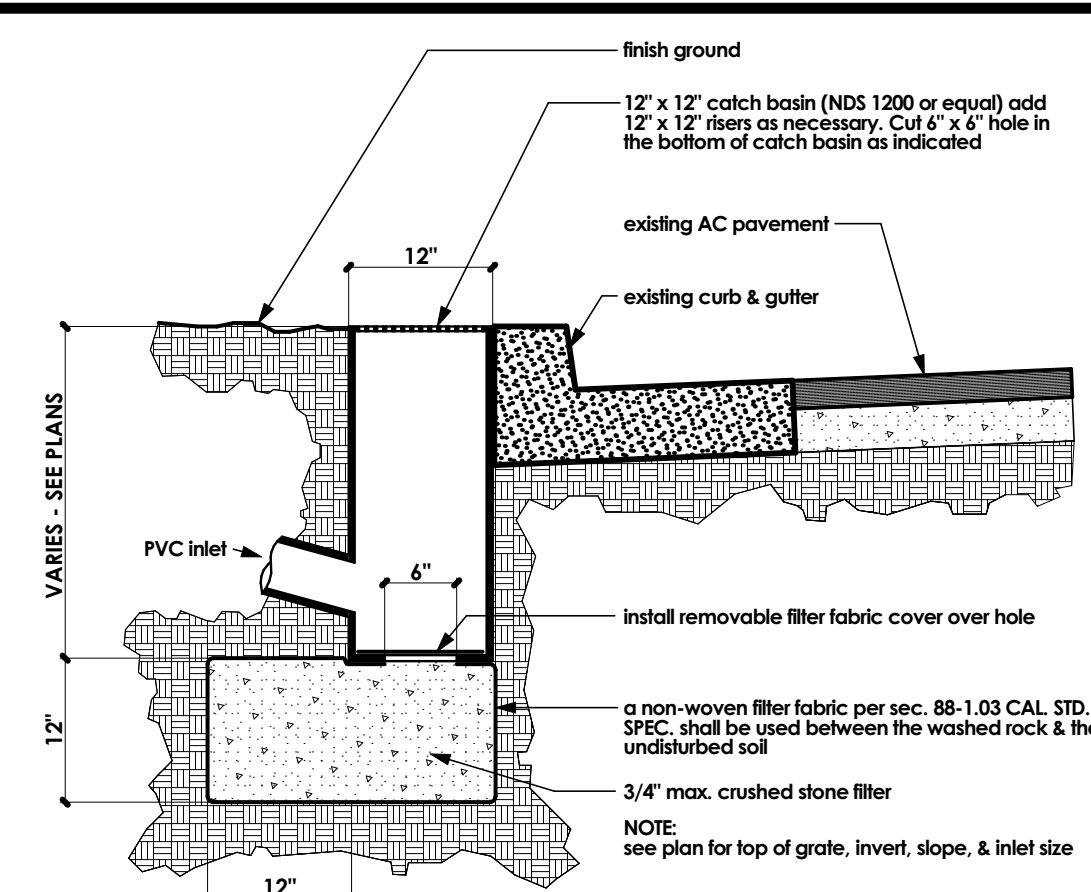 finish ground
12" x 12" catch basin (NDS 1200 or equal) add
12" x 12" risers as necessary. Cut 6" x 6" hole in
the bottom of catch basin as indicated
existing AC pavement
12"
existing curb & gutter
VARIES - SEE PLANS
PVC inlet
6"
install removable filter fabric cover over hole
a non-woven filter fabric per sec. 88-1.03 CAL. STD.
SPEC. shall be used between the washed rock & the
undisturbed soil
12"
3/4" max. crushed stone filter
NOTE:
see plan for top of grate, invert, slope, & inlet size
12"